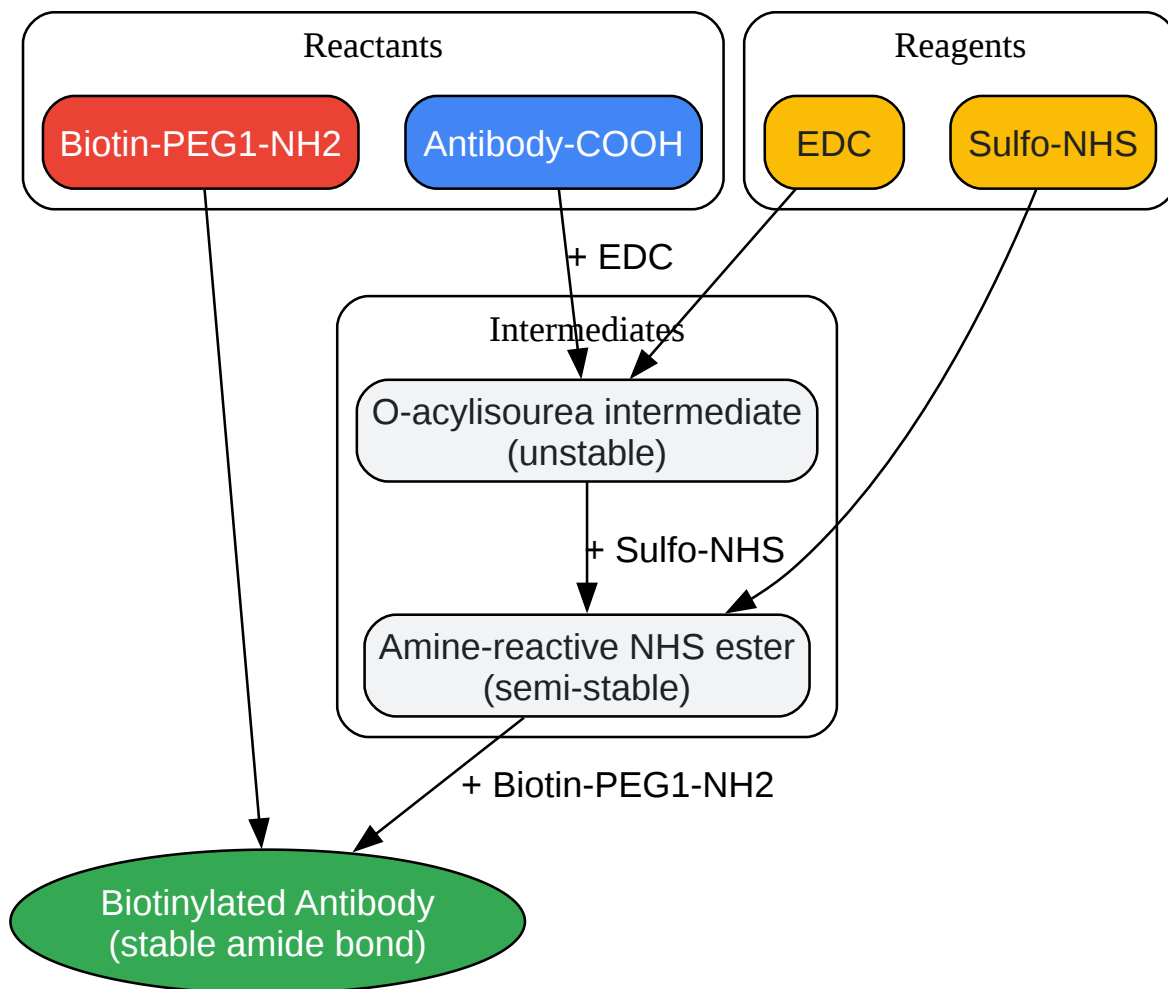 Reactants
Reagents
Biotin-PEG1-NH2
Antibody-COOH
EDC
Sulfo-NHS
+ EDC
Intermediates
O-acylisourea intermediate
(unstable)
+ Sulfo-NHS
Amine-reactive NHS ester
(semi-stable)
+ Biotin-PEG1-NH2
Biotinylated Antibody
(stable amide bond)